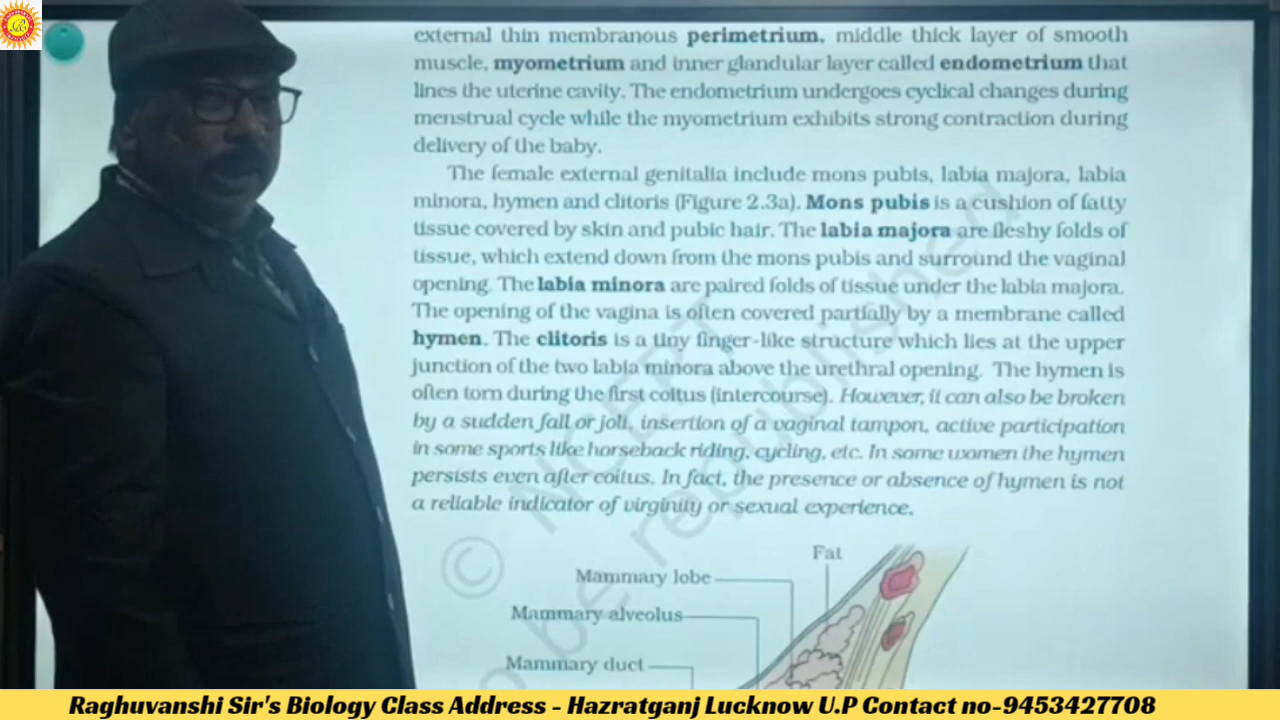 external thin membranous perimetrium, middle thick layer of smooth
muscle, myometrium and inner glandular layer called endometrium that
lines the uterine cavity. The endometrium undergoes cyclical changes during
menstrual cycle while the myometrium exhibits strong contraction during
delivery of the baby.
The female external genitalia include mons pubis, labia majora, labia
minora, hymen and clitoris (Figure 2.3a). Mons pubis is a cushion of fatty
tissue covered by skin and pubic hair. The labia majora are fleshy folds of
tissue, which extend down from the mons pubis and surround the vaginal
opening. The labia minora are paired folds of tissue under the labia majora.
The opening of the vagina is often covered partially by a membrane called
hymen. The clitoris is a tiny finger-like structure which lies at the upper
junction of the two labia minora above the urethral opening. The hymen is
often torn during the first coitus (intercourse). However, it can also be broken
by a sudden fall or jolt, insertion of a vaginal tampon, active participation
in some sports like horseback riding, cycling, etc. In some women the hymen
persists even after coitus. In fact, the presence or absence of hymen is not
a reliable indicator of virginity or sexual experience.
Fat
Mammary lobe
Mammary alveolus
Mammary duct
© NCERT
be republished
Raghuvanshi Sir's Biology Class Address - Hazratganj Lucknow U.P Contact no-9453427708